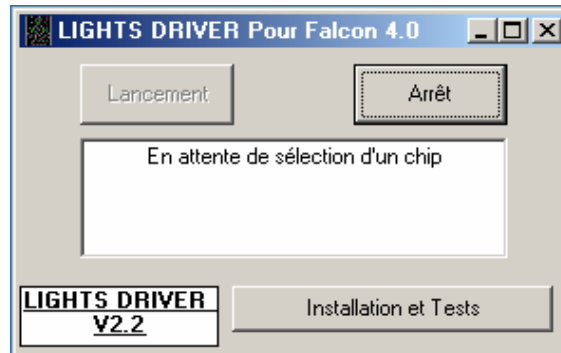 LIGHTS DRIVER Pour Falcon 4.0
Lancement
Arrêt
En attente de sélection d'un chip
LIGHTS DRIVER
V2.2
Installation et Tests